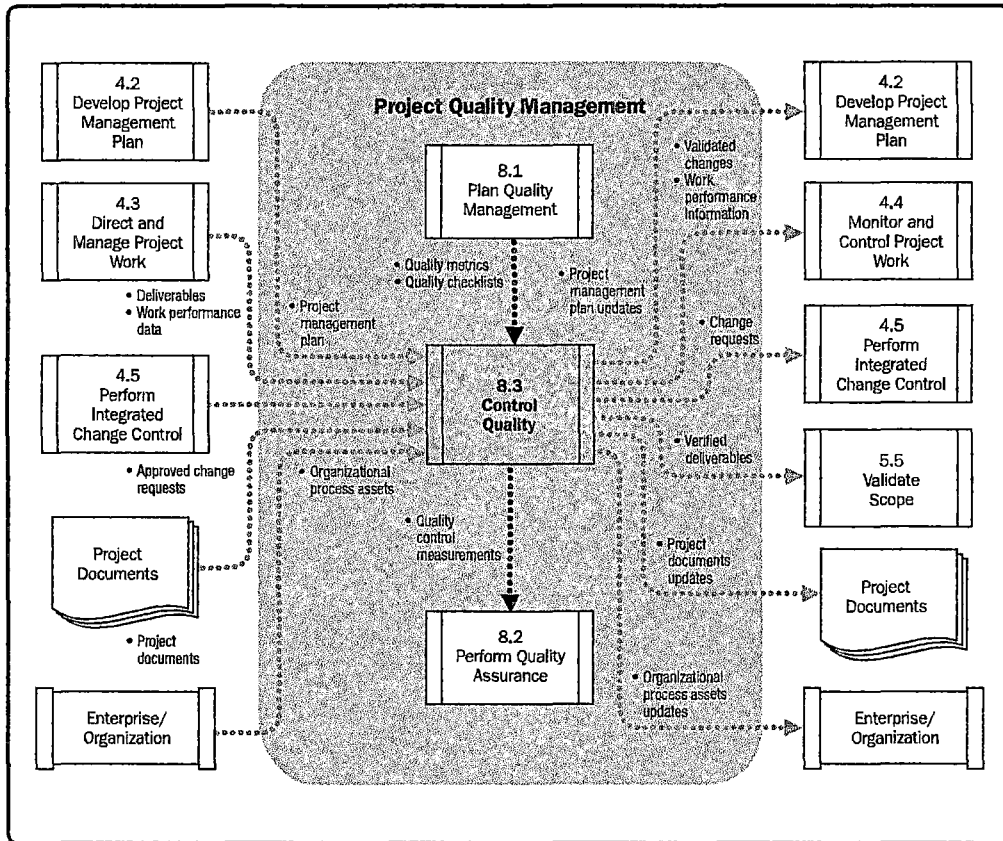 Project Quality Management
4.2
Develop Project
Management
Plan
4.3
Direct and
Manage Project
Work
• Deliverables
• Work performance
data
4.5
Perform
Integrated
Change Control
• Approved change
requests
Project
Documents
• Project
documents
Enterprise/
Organization
• Project
management
plan
• Organizational
process assets
8.1
Plan Quality
Management
• Quality metrics
• Quality checklists
8.3
Control
Quality
• Quality
control
measurements
8.2
Perform Quality
Assurance
• Project
management
plan updates
• Validated
changes
• Work
performance
information
• Change
requests
• Verified
deliverables
• Project
documents
updates
• Organizational
process assets
updates
4.2
Develop Project
Management
Plan
4.4
Monitor and
Control Project
Work
4.5
Perform
Integrated
Change Control
5.5
Validate
Scope
Project
Documents
Enterprise/
Organization